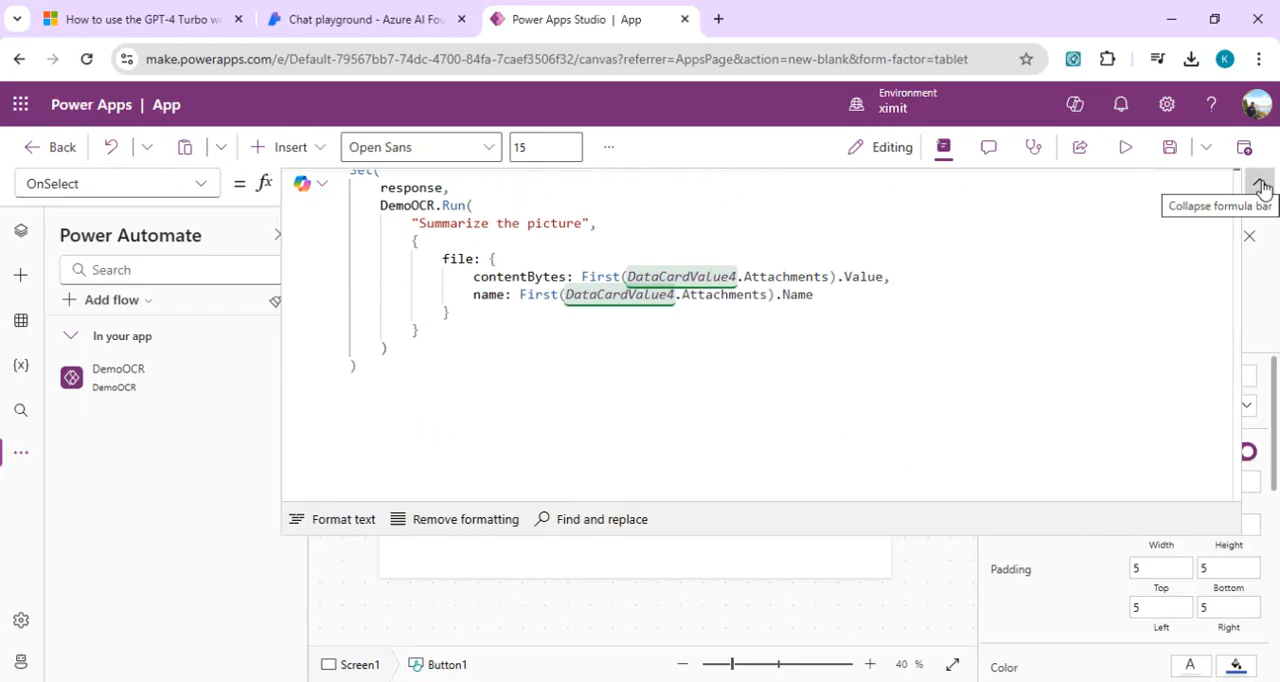 How to use the GPT-4 Turbo w
Chat playground - Azure AI Fou
Power Apps Studio | App
make.powerapps.com/e/Default-79567bb7-74dc-4700-84fa-7caef3506f32/canvas?referrer=AppsPage&action=new-blank&form-factor=tablet
K
Power Apps | App
Environment
ximit
Back
Insert
Open Sans
15
Editing
OnSelect
= fx
Set(
response,
DemoOCR.Run(
"Summarize the picture",
{
file: {
contentBytes: First(DataCardValue4.Attachments).Value,
name: First(DataCardValue4.Attachments).Name
}
}
)
)
Collapse formula bar
Power Automate
Search
Add flow
In your app
DemoOCR
DemoOCR
Format text
Remove formatting
Find and replace
Width
Height
Padding
5
5
Top
Bottom
5
5
Left
Right
Color
A
Screen1
Button1
40 %